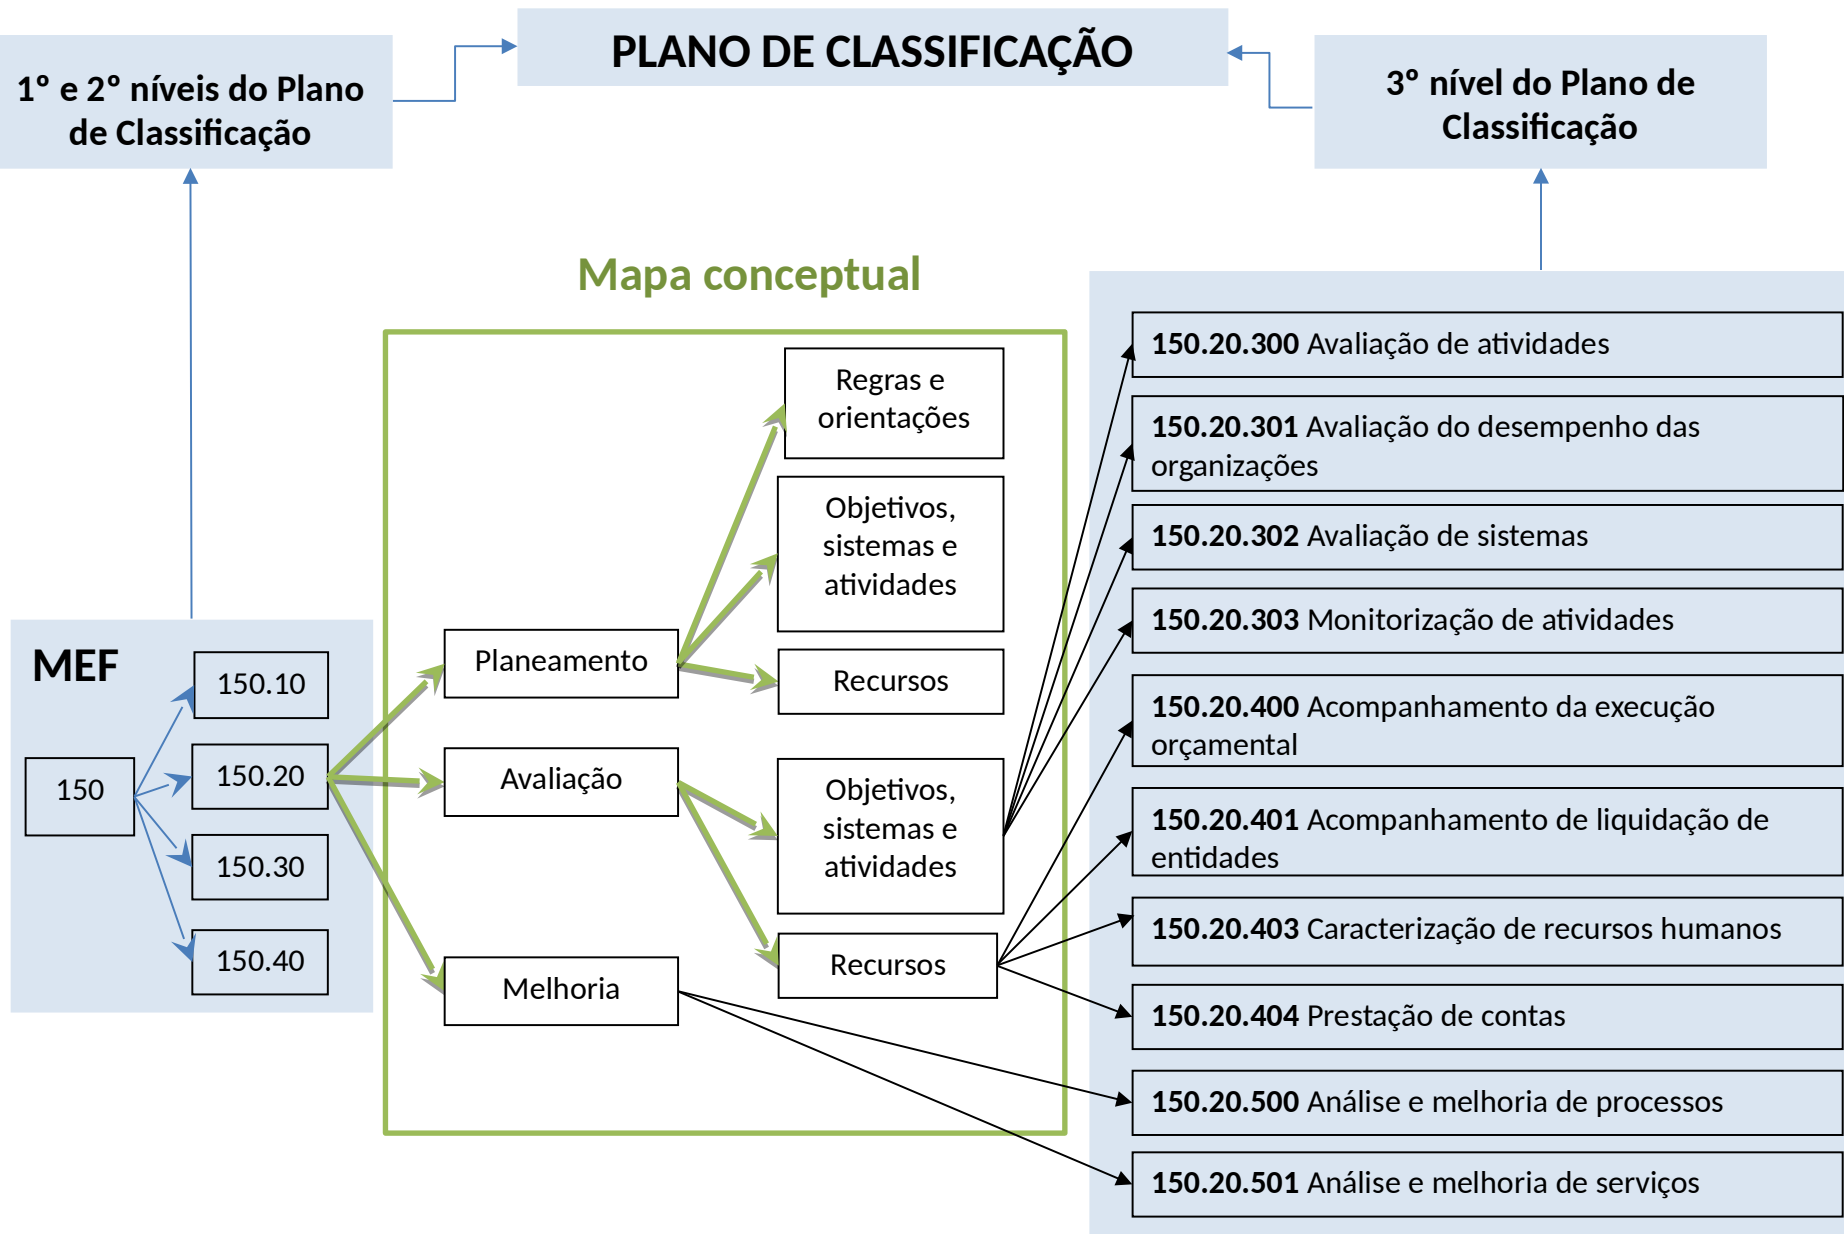 PLANO DE CLASSIFICAÇÃO
1º e 2º níveis do Plano
de Classificação
3º nível do Plano de
Classificação
Mapa conceptual
MEF
150
150.10
150.20
150.30
150.40
Planeamento
Avaliação
Melhoria
Regras e
orientações
Objetivos,
sistemas e
atividades
Recursos
Objetivos,
sistemas e
atividades
Recursos
150.20.300 Avaliação de atividades
150.20.301 Avaliação do desempenho das
organizações
150.20.302 Avaliação de sistemas
150.20.303 Monitorização de atividades
150.20.400 Acompanhamento da execução
orçamental
150.20.401 Acompanhamento de liquidação de
entidades
150.20.403 Caracterização de recursos humanos
150.20.404 Prestação de contas
150.20.500 Análise e melhoria de processos
150.20.501 Análise e melhoria de serviços